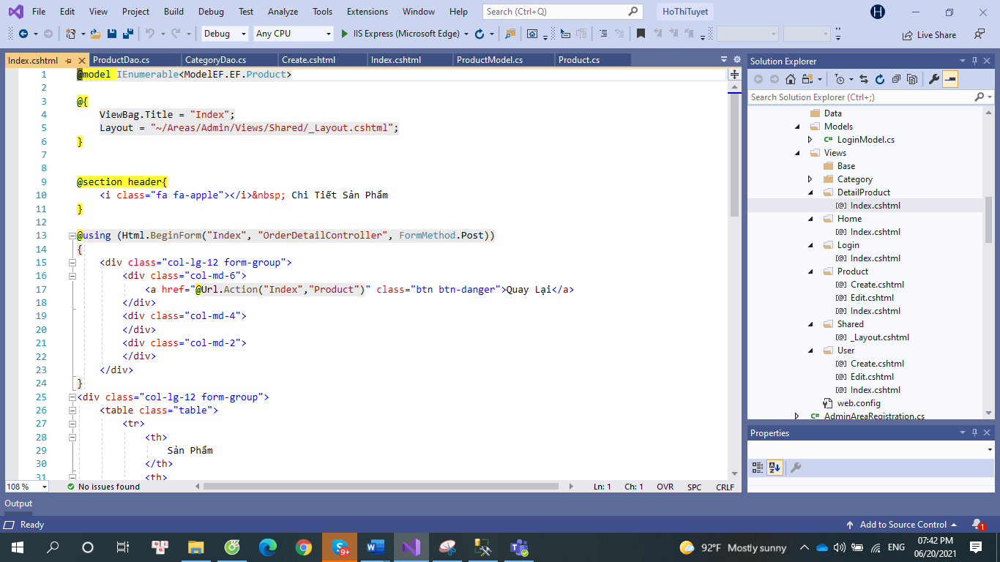 File Edit View Project Build Debug Test Analyze Tools Extensions Window Help Search (Ctrl+Q) HoThiTuyet H
Debug Any CPU IIS Express (Microsoft Edge) Live Share
Index.cshtml ProductDao.cs CategoryDao.cs Create.cshtml Index.cshtml ProductModel.cs Product.cs
1 @model IEnumerable<ModelEF.EF.Product>
2
3 @{
4 ViewBag.Title = "Index";
5 Layout = "~/Areas/Admin/Views/Shared/_Layout.cshtml";
6 }
7
8
9 @section header{
10 <i class="fa fa-apple"></i>&nbsp; Chi Tiết Sản Phẩm
11 }
12
13 @using (Html.BeginForm("Index", "OrderDetailController", FormMethod.Post))
14 {
15 <div class="col-lg-12 form-group">
16 <div class="col-md-6">
17 <a href="@Url.Action("Index","Product")" class="btn btn-danger">Quay Lại</a>
18 </div>
19 <div class="col-md-4">
20 </div>
21 <div class="col-md-2">
22 </div>
23 </div>
24 }
25 <div class="col-lg-12 form-group">
26 <table class="table">
27 <tr>
28 <th>
29 Sản Phẩm
30 </th>
31 <th>
108 % No issues found Ln: 1 Ch: 1 OVR SPC CRLF
Solution Explorer
Search Solution Explorer (Ctrl+;)
Data
Models
C# LoginModel.cs
Views
Base
Category
DetailProduct
[@] Index.cshtml
Home
[@] Index.cshtml
Login
[@] Index.cshtml
Product
[@] Create.cshtml
[@] Edit.cshtml
[@] Index.cshtml
Shared
[@] _Layout.cshtml
User
[@] Create.cshtml
[@] Edit.cshtml
[@] Index.cshtml
web.config
C# AdminAreaRegistration.cs
Properties
Output
Ready Add to Source Control 1
9+ 92°F Mostly sunny ENG 07:42 PM
06/20/2021